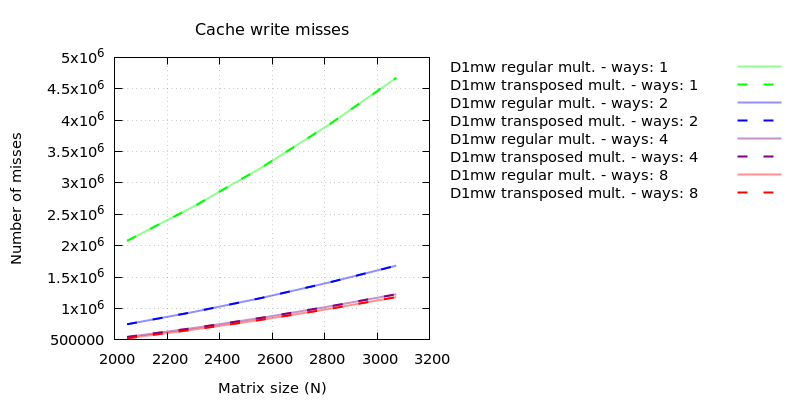 Cache write misses
Number of misses
5x10^6
4.5x10^6
4x10^6
3.5x10^6
3x10^6
2.5x10^6
2x10^6
1.5x10^6
1x10^6
500000
2000 2200 2400 2600 2800 3000 3200
Matrix size (N)
D1mw regular mult. - ways: 1
D1mw transposed mult. - ways: 1
D1mw regular mult. - ways: 2
D1mw transposed mult. - ways: 2
D1mw regular mult. - ways: 4
D1mw transposed mult. - ways: 4
D1mw regular mult. - ways: 8
D1mw transposed mult. - ways: 8